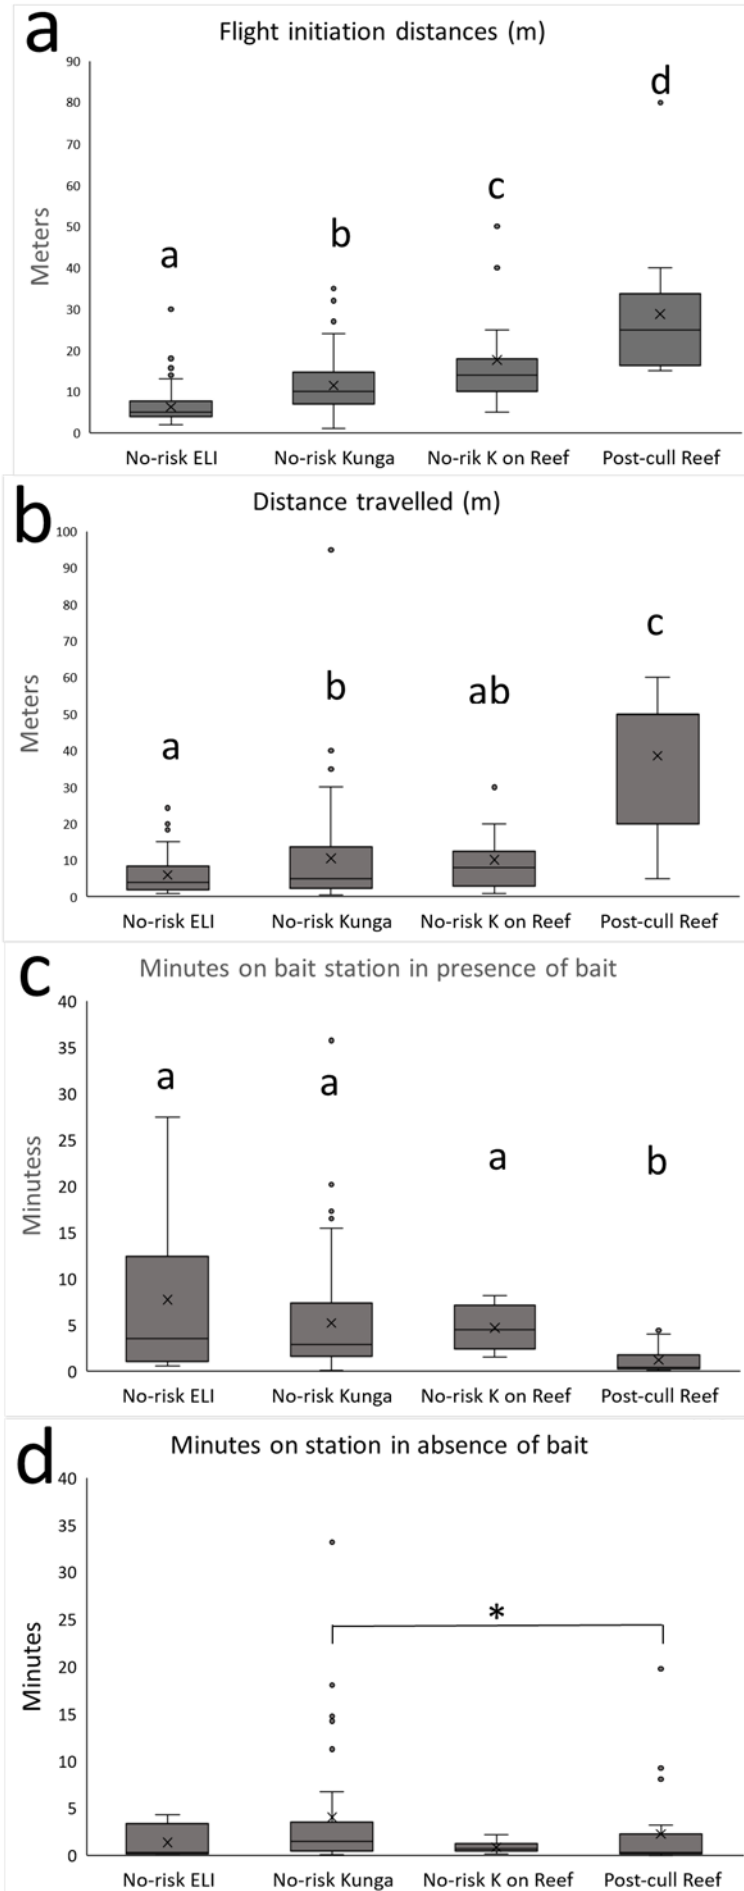 a
Flight initiation distances (m)
90
80
70
60
50
40
30
20
10
0
Meters
a
b
c
d
No-risk ELI No-risk Kunga No-rik K on Reef Post-cull Reef
b
Distance travelled (m)
100
90
80
70
60
50
40
30
20
10
0
Meters
a
b
ab
c
No-risk ELI No-risk Kunga No-risk K on Reef Post-cull Reef
c
Minutes on bait station in presence of bait
40
35
30
25
20
15
10
5
0
Minutess
a
a
a
b
No-risk ELI No-risk Kunga No-risk K on Reef Post-cull Reef
d
Minutes on station in absence of bait
40
35
30
25
20
15
10
5
0
Minutes
*
No-risk ELI No-risk Kunga No-risk K on Reef Post-cull Reef